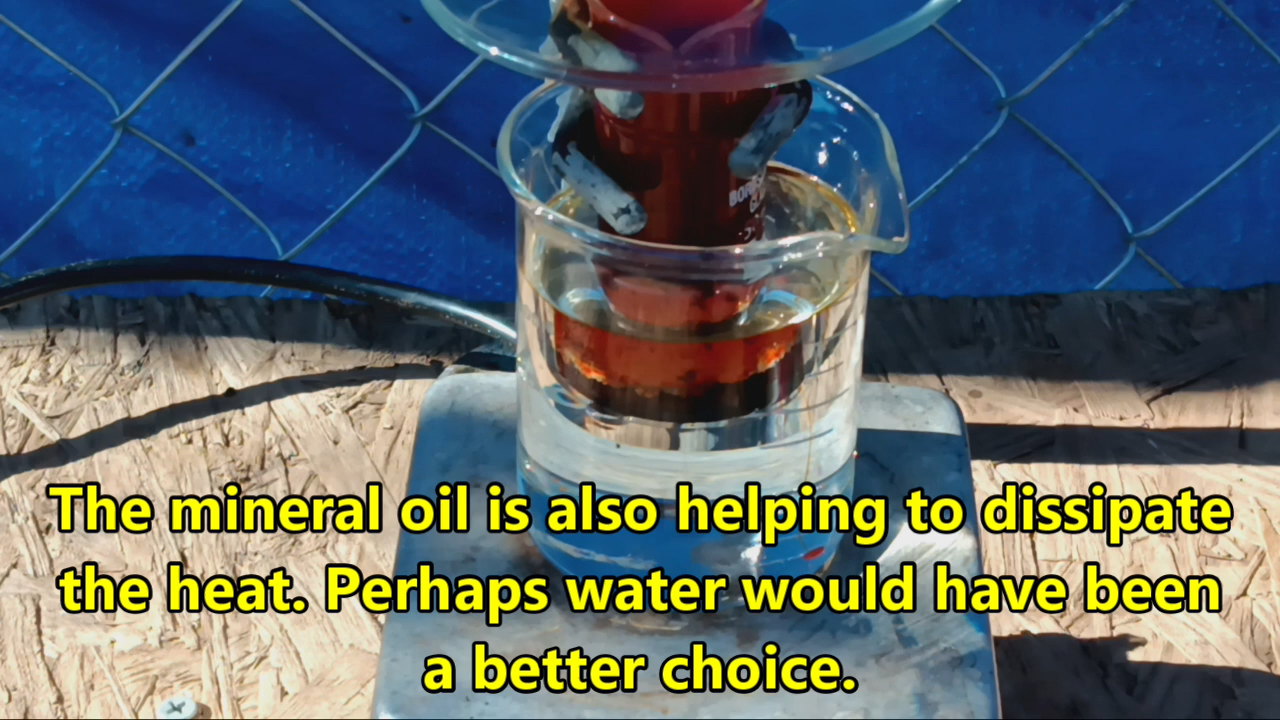 The mineral oil is also helping to dissipate
the heat. Perhaps water would have been
a better choice.